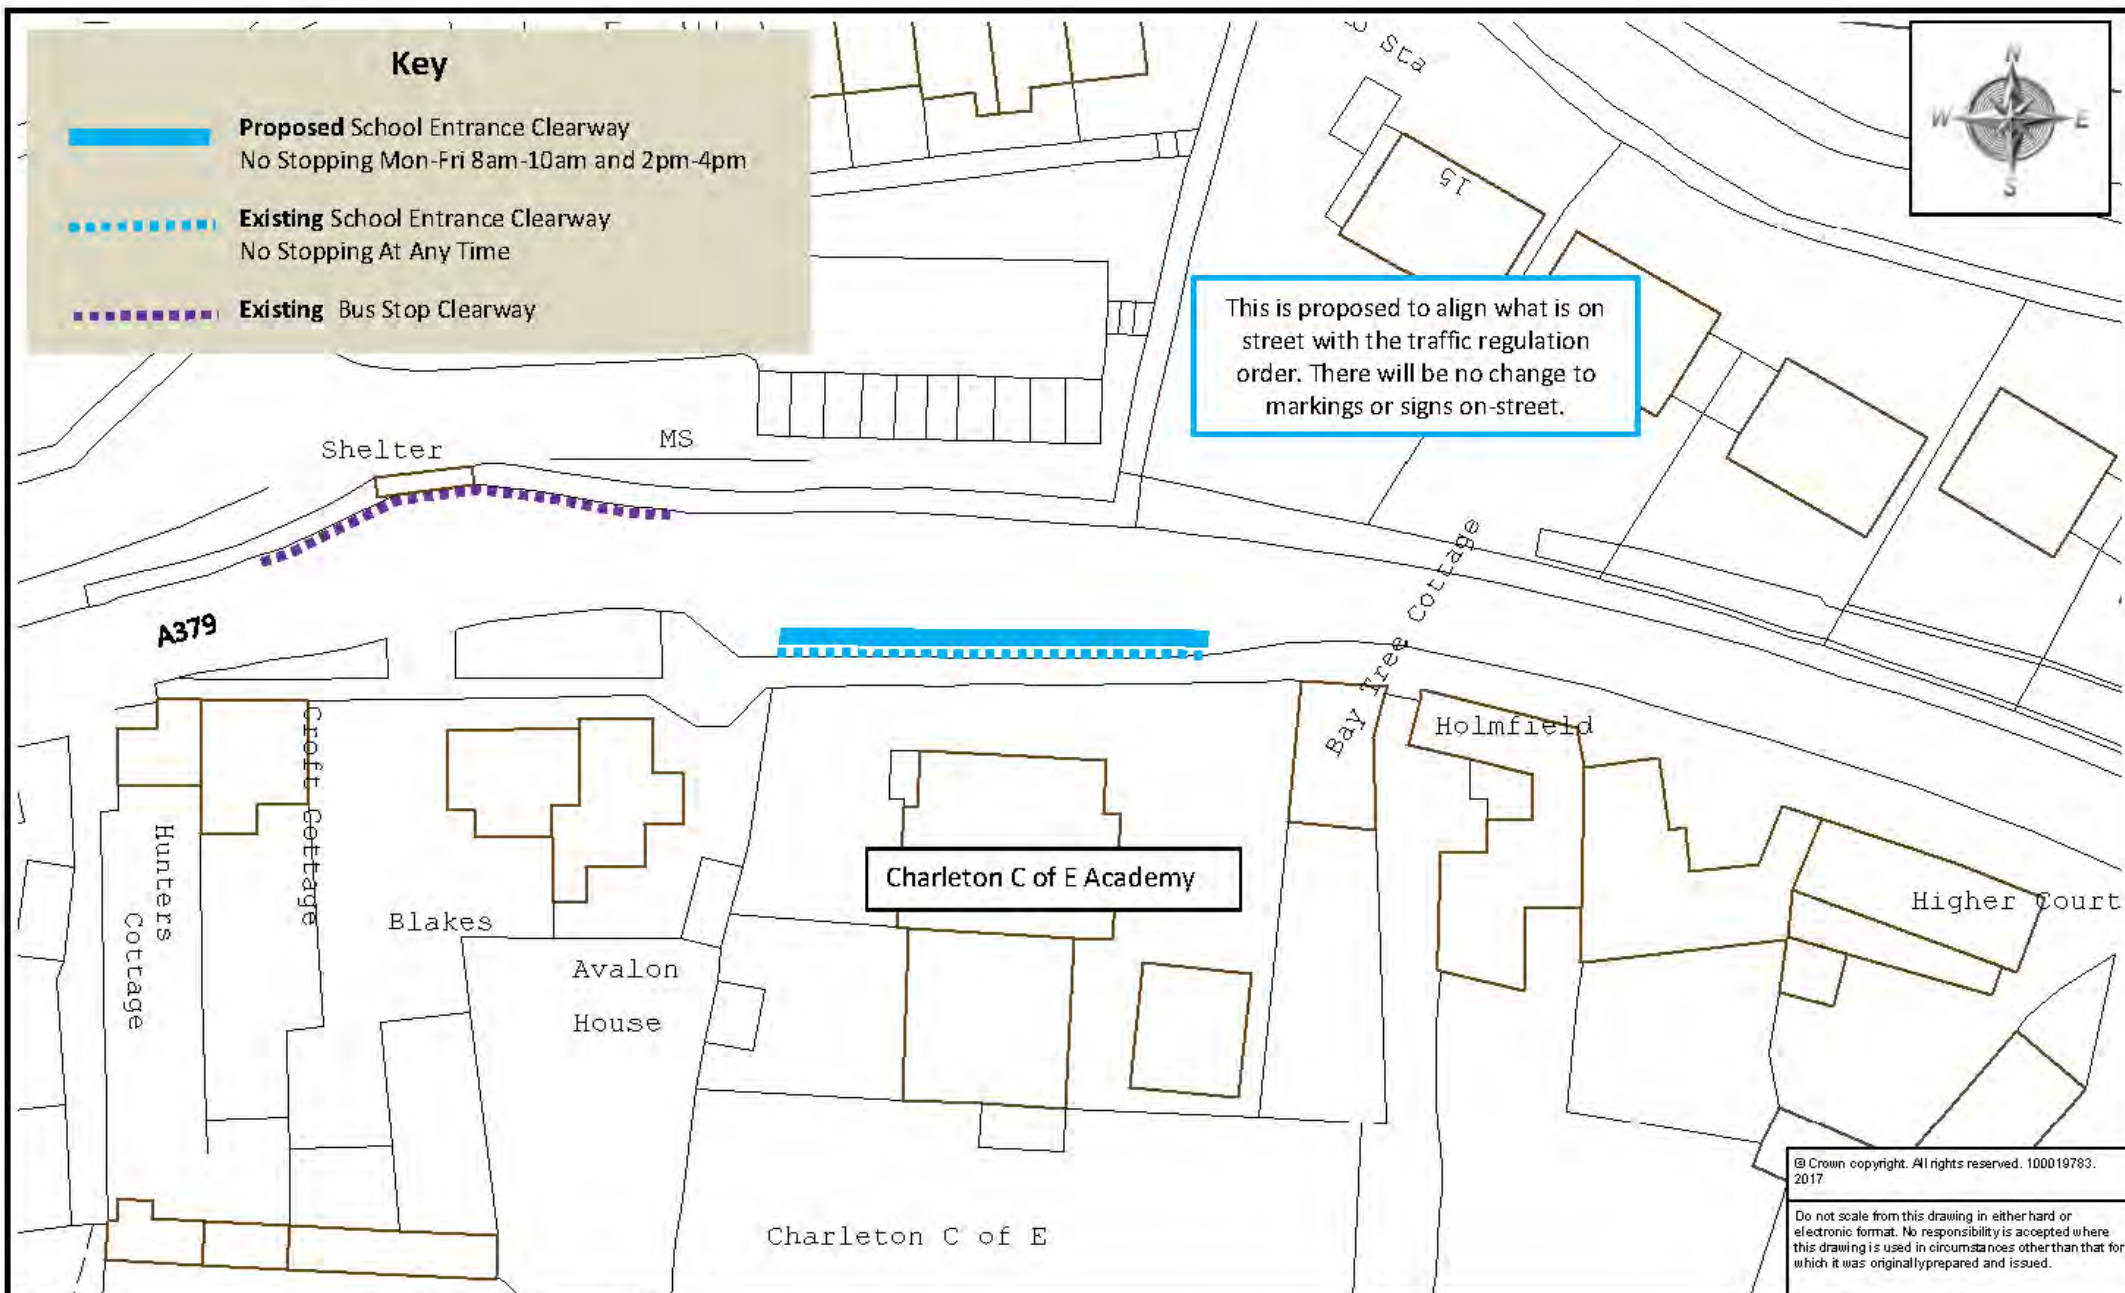 Key
Proposed School Entrance Clearway
No Stopping Mon-Fri 8am-10am and 2pm-4pm
Existing School Entrance Clearway
No Stopping At Any Time
Existing Bus Stop Clearway
Sta
N
W
E
S
15
This is proposed to align what is on
street with the traffic regulation
order. There will be no change to
markings or signs on-street.
Shelter
MS
A379
Bay Tree Cottage
Holmfield
Croft Cottage
Hunters
Cottage
Blakes
Avalon
House
Charleton C of E Academy
Higher Court
Charleton C of E
© Crown copyright. All rights reserved. 100019783.
2017
Do not scale from this drawing in either hard or
electronic format. No responsibility is accepted where
this drawing is used in circumstances other than that for
which it was originallyprepared and issued.